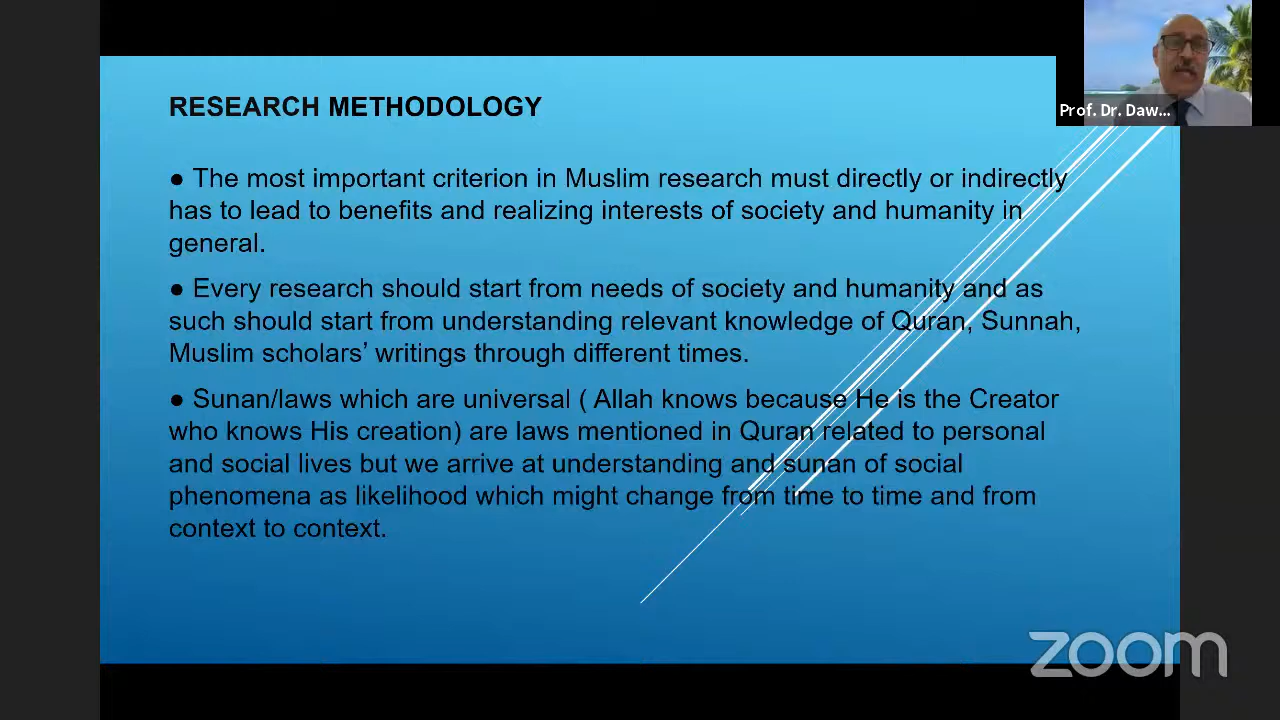 RESEARCH METHODOLOGY
Prof. Dr. Daw...
● The most important criterion in Muslim research must directly or indirectly
has to lead to benefits and realizing interests of society and humanity in
general.
● Every research should start from needs of society and humanity and as
such should start from understanding relevant knowledge of Quran, Sunnah,
Muslim scholars’ writings through different times.
● Sunan/laws which are universal ( Allah knows because He is the Creator
who knows His creation) are laws mentioned in Quran related to personal
and social lives but we arrive at understanding and sunan of social
phenomena as likelihood which might change from time to time and from
context to context.
zoom